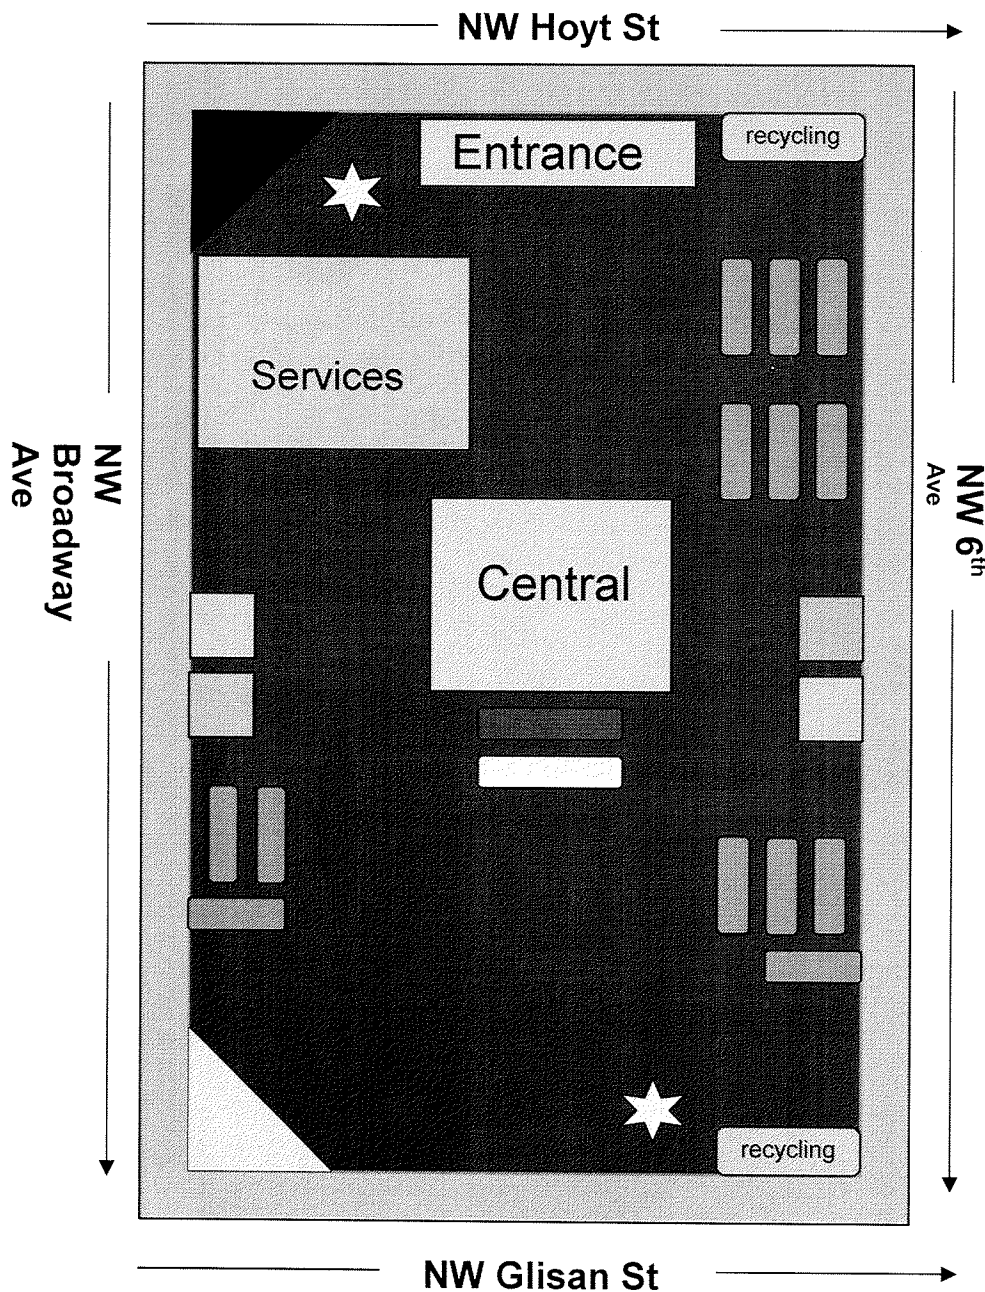 NW Hoyt St
Entrance
recycling
Services
NW
Broadway
Ave
NW 6th
Ave
Central
recycling
NW Glisan St